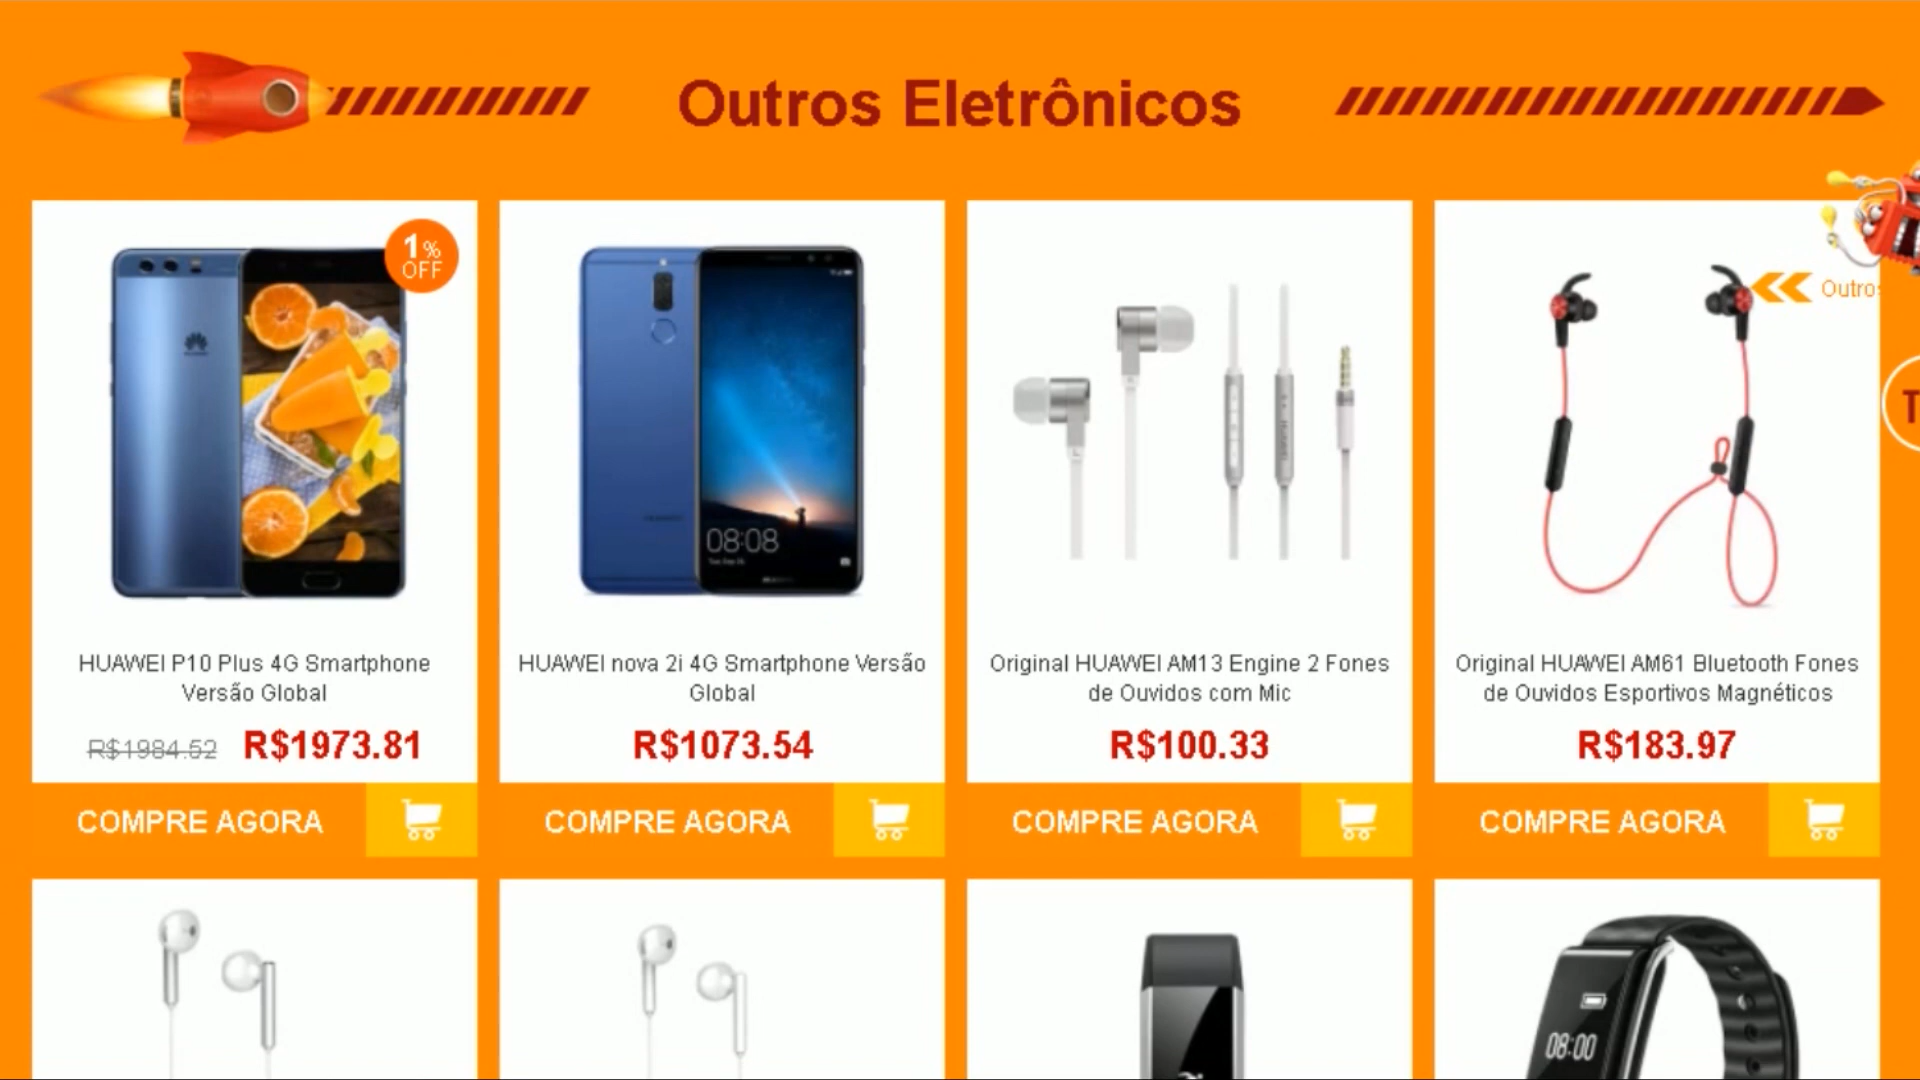 Outros Eletrônicos
1%
OFF
Outros
T
08:08
HUAWEI P10 Plus 4G Smartphone
Versão Global
R$1984.52 R$1973.81
COMPRE AGORA
HUAWEI nova 2i 4G Smartphone Versão
Global
R$1073.54
COMPRE AGORA
Original HUAWEI AM13 Engine 2 Fones
de Ouvidos com Mic
R$100.33
COMPRE AGORA
Original HUAWEI AM61 Bluetooth Fones
de Ouvidos Esportivos Magnéticos
R$183.97
COMPRE AGORA
08:00